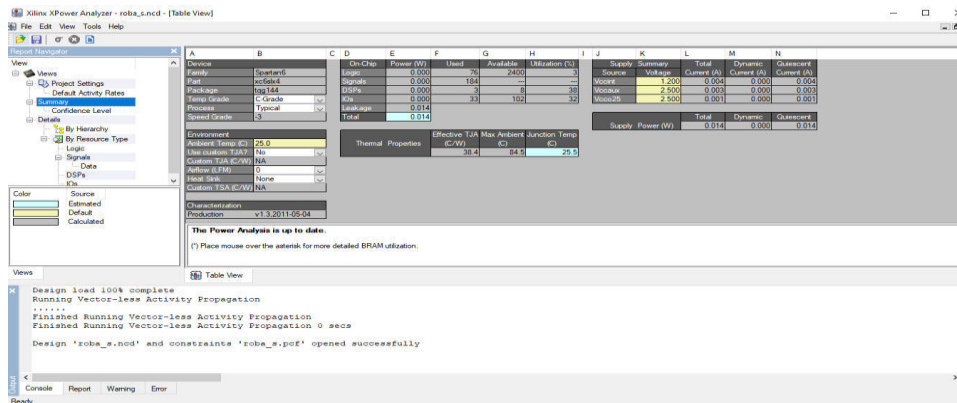 Xilinx XPower Analyzer - roba_s.ncd - [Table View]
File Edit View Tools Help
Report Navigator
View
Views
Project Settings
Default Activity Rates
Summary
Confidence Level
Details
By Hierarchy
By Resource Type
Logic
Signals
Data
DSPs
IOs
Color Source
Estimated
Default
Calculated
Views
A B C D E F G H I J K L M N
Device
Family Spartan6
Part xc6slx4
Package tqg144
Temp Grade C-Grade
Process Typical
Speed Grade -3
Environment
Ambient Temp (C) 25.0
Use custom TJA? No
Custom TJA (C/W) NA
Airflow (LFM) 0
Heat Sink None
Custom TSA (C/W) NA
Characterization
Production v1.3,2011-05-04
On-Chip Power (W) Used Available Utilization (%)
Logic 0.000 76 2400 3
Signals 0.000 184 --- ---
DSPs 0.000 3 8 38
IOs 0.000 33 102 32
Leakage 0.014
Total 0.014
Effective TJA Max Ambient Junction Temp
Thermal Properties (C/W) (C) (C)
38.4 84.5 25.5
Supply Summary Total Dynamic Quiescent
Source Voltage Current (A) Current (A) Current (A)
Vccint 1.200 0.004 0.000 0.004
Vccaux 2.500 0.003 0.000 0.003
Vcco25 2.500 0.001 0.000 0.001
Total Dynamic Quiescent
Supply Power (W) 0.014 0.000 0.014
The Power Analysis is up to date.
(*) Place mouse over the asterisk for more detailed BRAM utilization.
Table View
Design load 100% complete
Running Vector-less Activity Propagation
......
Finished Running Vector-less Activity Propagation
Finished Running Vector-less Activity Propagation 0 secs
Design 'roba_s.ncd' and constraints 'roba_s.pcf' opened successfully
Output
Console Report Warning Error
Ready